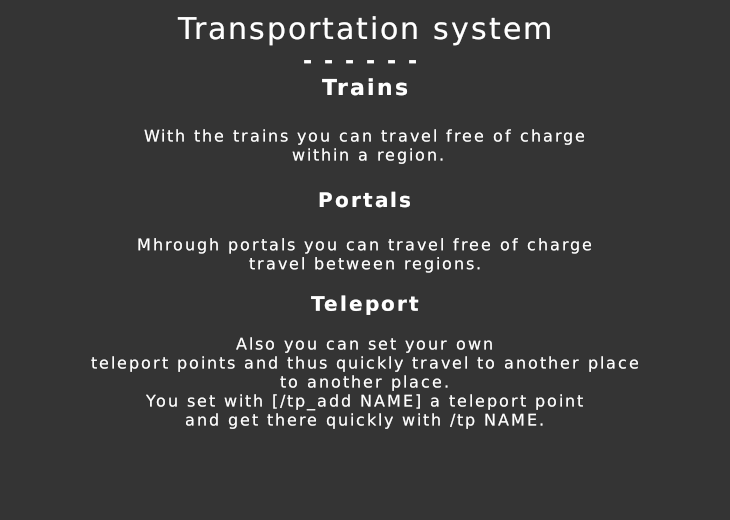 Transportation system
- - - - - -
Trains
With the trains you can travel free of charge
within a region.
Portals
Mhrough portals you can travel free of charge
travel between regions.
Teleport
Also you can set your own
teleport points and thus quickly travel to another place
to another place.
You set with [/tp_add NAME] a teleport point
and get there quickly with /tp NAME.